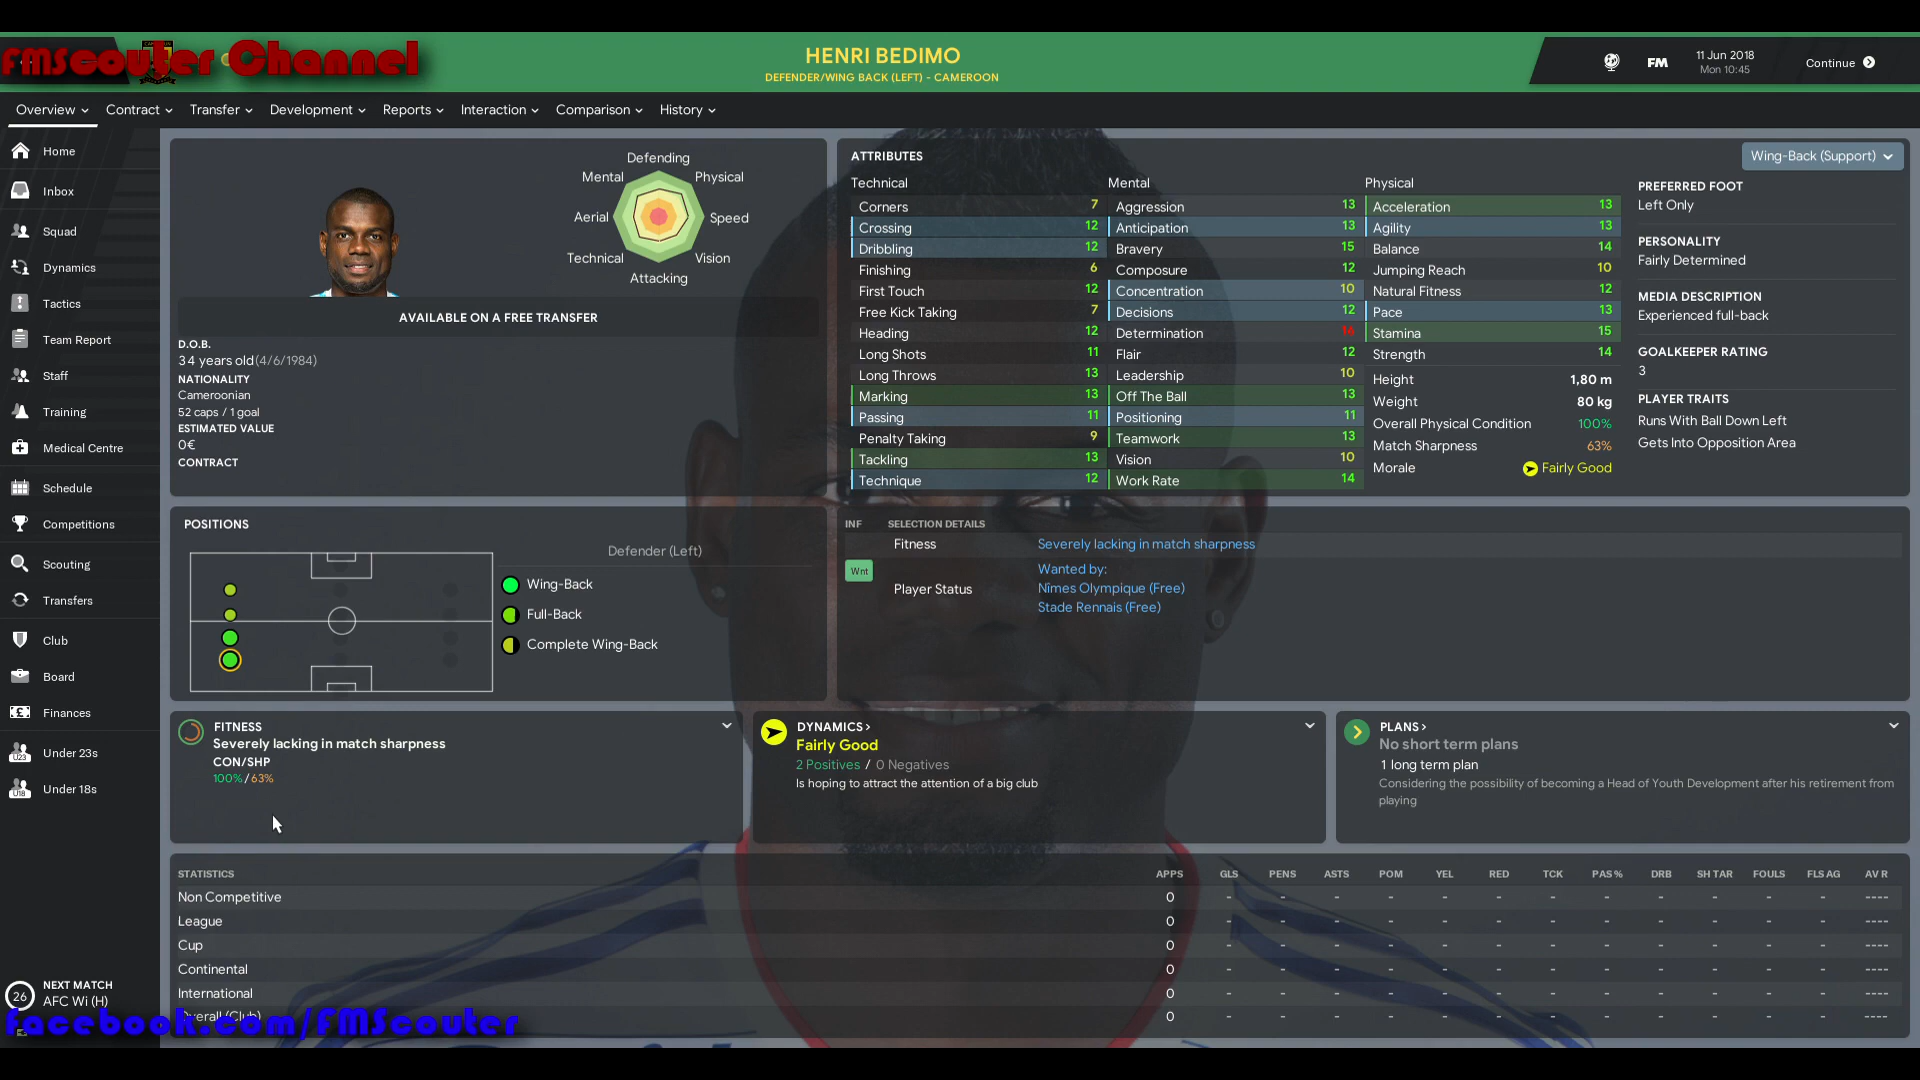 FMScouter Channel
HENRI BEDIMO
DEFENDER/WING BACK (LEFT) - CAMEROON
FM
11 Jun 2018
Mon 10:45
Continue
Overview
Contract
Transfer
Development
Reports
Interaction
Comparison
History
Home
Inbox
Squad
Dynamics
Tactics
Team Report
Staff
Training
Medical Centre
Schedule
Competitions
Scouting
Transfers
Club
Board
Finances
U23
Under 23s
U18
Under 18s
26
NEXT MATCH
AFC Wi (H)
facebook.com/FMScouter
Defending
Mental
Physical
Aerial
Speed
Technical
Vision
Attacking
AVAILABLE ON A FREE TRANSFER
D.O.B.
34 years old (4/6/1984)
NATIONALITY
Cameroonian
52 caps / 1 goal
ESTIMATED VALUE
0€
CONTRACT
ATTRIBUTES
Wing-Back (Support)
Technical
Corners 7
Crossing 12
Dribbling 12
Finishing 6
First Touch 12
Free Kick Taking 7
Heading 12
Long Shots 11
Long Throws 13
Marking 13
Passing 11
Penalty Taking 9
Tackling 13
Technique 12
Mental
Aggression 13
Anticipation 13
Bravery 15
Composure 12
Concentration 10
Decisions 12
Determination 14
Flair 12
Leadership 10
Off The Ball 13
Positioning 11
Teamwork 13
Vision 10
Work Rate 14
Physical
Acceleration 13
Agility 13
Balance 14
Jumping Reach 10
Natural Fitness 12
Pace 13
Stamina 15
Strength 14
Height 1,80 m
Weight 80 kg
Overall Physical Condition 100%
Match Sharpness 63%
Morale Fairly Good
PREFERRED FOOT
Left Only
PERSONALITY
Fairly Determined
MEDIA DESCRIPTION
Experienced full-back
GOALKEEPER RATING
3
PLAYER TRAITS
Runs With Ball Down Left
Gets Into Opposition Area
POSITIONS
Defender (Left)
Wing-Back
Full-Back
Complete Wing-Back
INF SELECTION DETAILS
Fitness Severely lacking in match sharpness
Wnt
Player Status
Wanted by:
Nîmes Olympique (Free)
Stade Rennais (Free)
FITNESS
Severely lacking in match sharpness
CON/SHP
100% / 63%
DYNAMICS >
Fairly Good
2 Positives / 0 Negatives
Is hoping to attract the attention of a big club
PLANS >
No short term plans
1 long term plan
Considering the possibility of becoming a Head of Youth Development after his retirement from
playing
STATISTICS APPS GLS PENS ASTS POM YEL RED TCK PAS % DRB SH TAR FOULS FLS AG AV R
Non Competitive 0 - - - - - - - - - - - - ----
League 0 - - - - - - - - - - - - ----
Cup 0 - - - - - - - - - - - - ----
Continental 0 - - - - - - - - - - - - ----
International 0 - - - - - - - - - - - - ----
Overall (Club) 0 - - - - - - - - - - - - ----